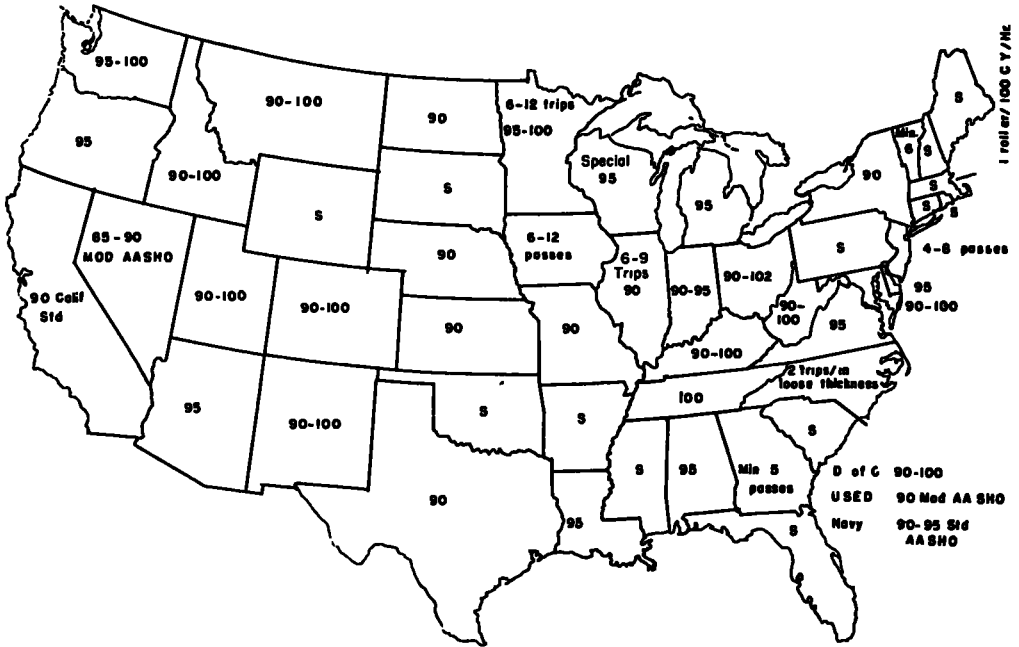 95-100
90-100
90
6-12 trips
95-100
S
1 roller/100 C Y/Hr
95
Special
95
Min.
6
S
90
90-100
S
95
S
S
S
S
65-90
MOD AASHO
S
6-12
passes
S
4-8 passes
90
6-9
Trips
90
90-102
95
90-100
90 Calif
Std
90-100
90-100
90-95
90-
100
95
90
90
90-100
2 Trips/in
loose thickness
95
90-100
S
S
100
S
90
S
95
Min 5
passes
D of C 90-100
USED 90 Mod AASHO
Navy 90-95 Std
AASHO
95
S